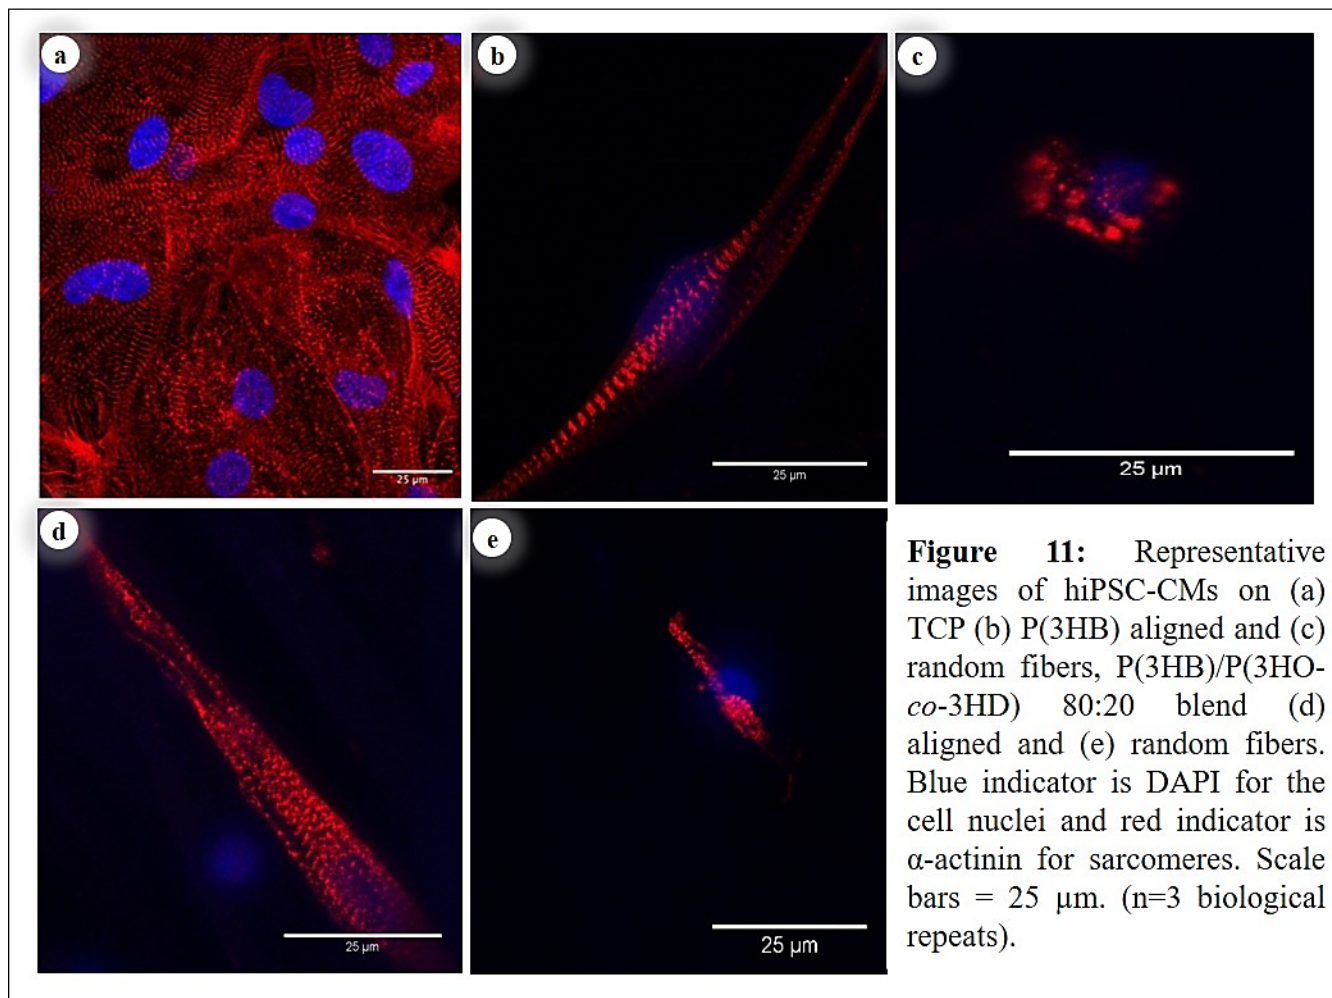 a
b
c
25 μm
25 μm
25 μm
d
e
25 μm
25 μm
Figure 11: Representative
images of hiPSC-CMs on (a)
TCP (b) P(3HB) aligned and (c)
random fibers, P(3HB)/P(3HO-
co-3HD) 80:20 blend (d)
aligned and (e) random fibers.
Blue indicator is DAPI for the
cell nuclei and red indicator is
α-actinin for sarcomeres. Scale
bars = 25 μm. (n=3 biological
repeats).